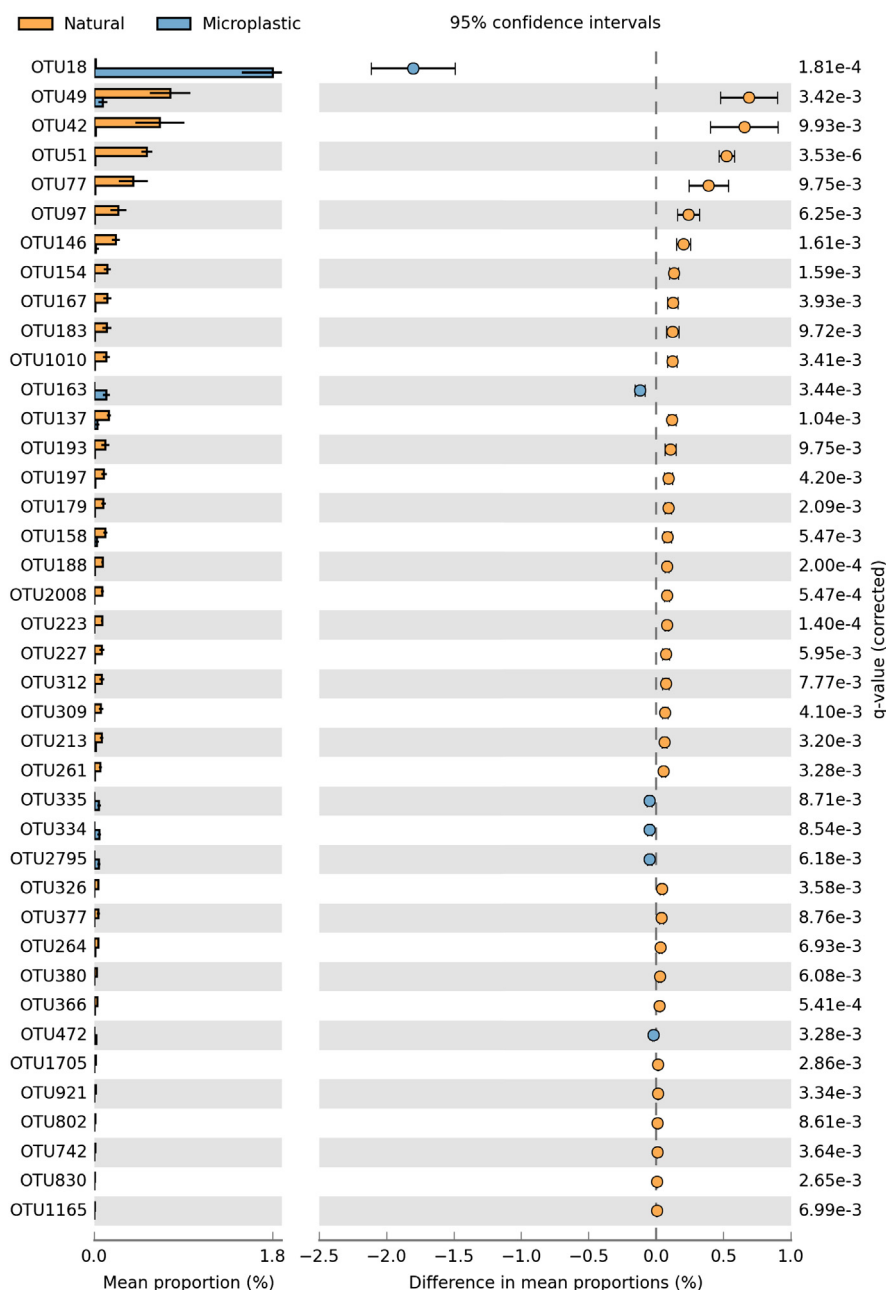 Natural Microplastic 95% confidence intervals
OTU18 1.81e-4
OTU49 3.42e-3
OTU42 9.93e-3
OTU51 3.53e-6
OTU77 9.75e-3
OTU97 6.25e-3
OTU146 1.61e-3
OTU154 1.59e-3
OTU167 3.93e-3
OTU183 9.72e-3
OTU1010 3.41e-3
OTU163 3.44e-3
OTU137 1.04e-3
OTU193 9.75e-3
OTU197 4.20e-3
OTU179 2.09e-3
OTU158 5.47e-3
OTU188 2.00e-4
OTU2008 5.47e-4
OTU223 1.40e-4
OTU227 5.95e-3
OTU312 7.77e-3
OTU309 4.10e-3
OTU213 3.20e-3
OTU261 3.28e-3
OTU335 8.71e-3
OTU334 8.54e-3
OTU2795 6.18e-3
OTU326 3.58e-3
OTU377 8.76e-3
OTU264 6.93e-3
OTU380 6.08e-3
OTU366 5.41e-4
OTU472 3.28e-3
OTU1705 2.86e-3
OTU921 3.34e-3
OTU802 8.61e-3
OTU742 3.64e-3
OTU830 2.65e-3
OTU1165 6.99e-3
q-value (corrected)
0.0 1.8 −2.5 −2.0 −1.5 −1.0 −0.5 0.0 0.5 1.0
Mean proportion (%) Difference in mean proportions (%)